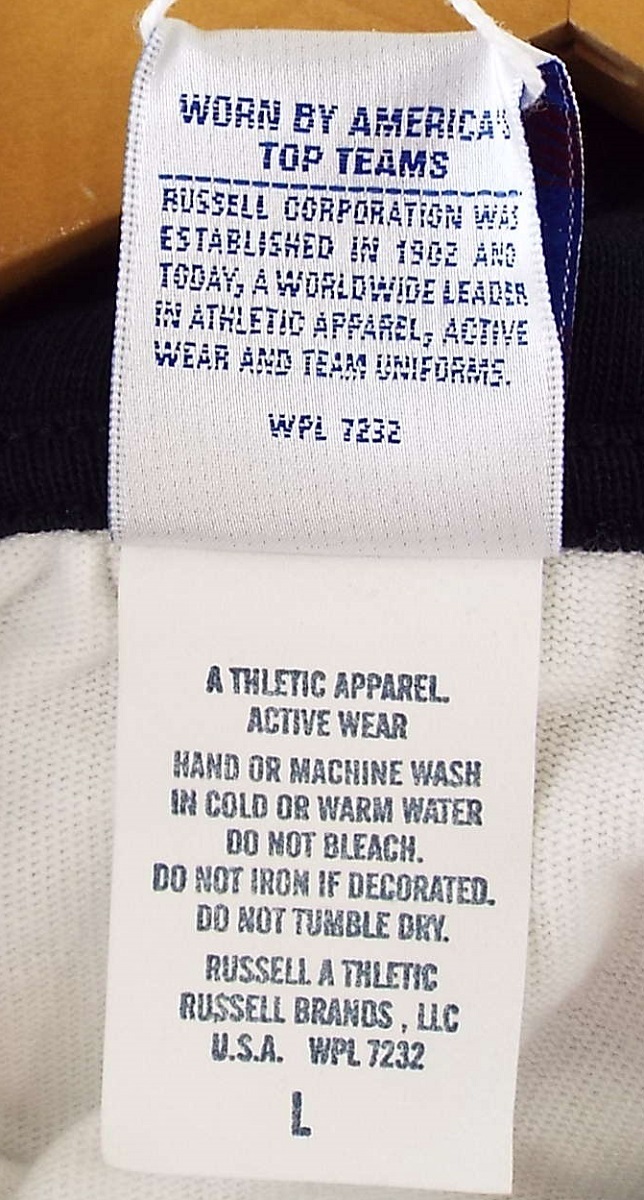 WORN BY AMERICA'S
TOP TEAMS
RUSSELL CORPORATION WAS
ESTABLISHED IN 1902 AND
TODAY, A WORLDWIDE LEADER
IN ATHLETIC APPAREL, ACTIVE
WEAR AND TEAM UNIFORMS.
WPL 7232
A THLETIC APPAREL.
ACTIVE WEAR
HAND OR MACHINE WASH
IN COLD OR WARM WATER
DO NOT BLEACH.
DO NOT IRON IF DECORATED.
DO NOT TUMBLE DRY.
RUSSELL A THLETIC
RUSSELL BRANDS , LLC
U.S.A. WPL 7232
L